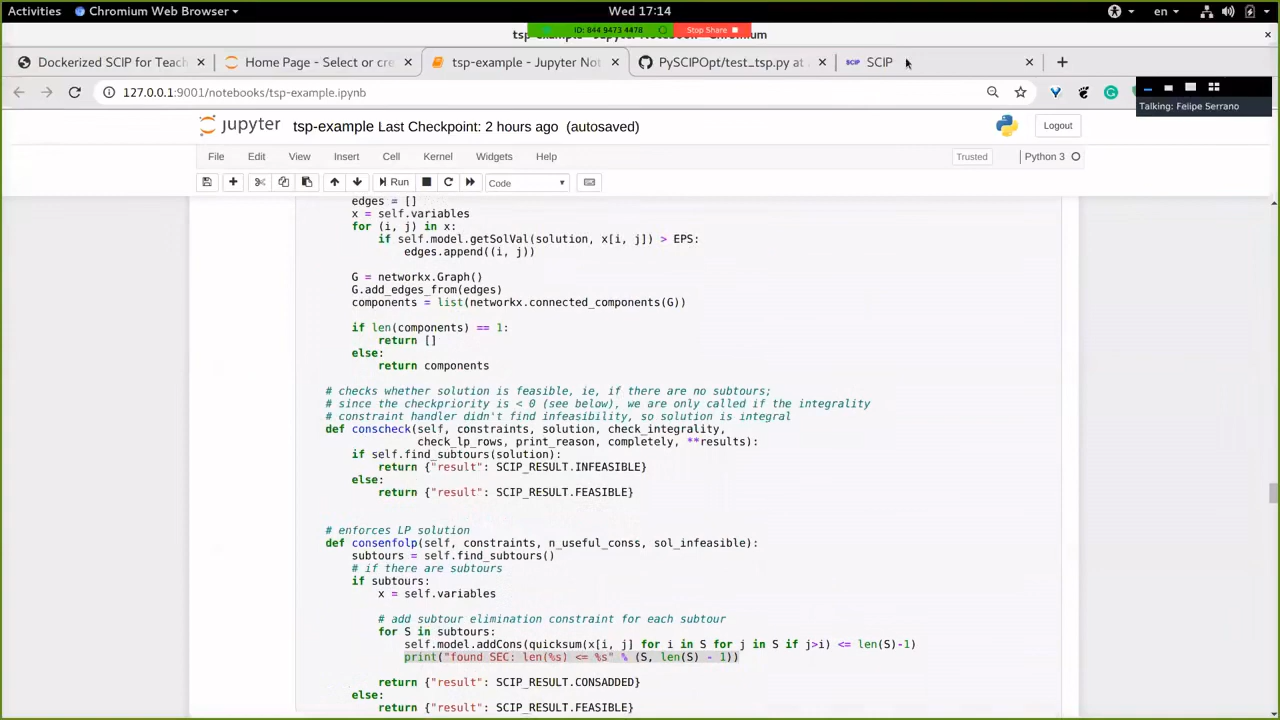 Activities
Chromium Web Browser
Wed 17:14
en
ID: 844 9473 4478
Stop Share
Dockerized SCIP for Teach
Home Page - Select or cre
tsp-example - Jupyter Not
PySCIPOpt/test_tsp.py at
SCIP
SCIP
127.0.0.1:9001/notebooks/tsp-example.ipynb
Talking: Felipe Serrano
jupyter
tsp-example Last Checkpoint: 2 hours ago (autosaved)
Logout
File Edit View Insert Cell Kernel Widgets Help
Trusted
Python 3
Run
Code
edges = []
x = self.variables
for (i, j) in x:
if self.model.getSolVal(solution, x[i, j]) > EPS:
edges.append((i, j))
G = networkx.Graph()
G.add_edges_from(edges)
components = list(networkx.connected_components(G))
if len(components) == 1:
return []
else:
return components
# checks whether solution is feasible, ie, if there are no subtours;
# since the checkpriority is < 0 (see below), we are only called if the integrality
# constraint handler didn't find infeasibility, so solution is integral
def conscheck(self, constraints, solution, check_integrality,
check_lp_rows, print_reason, completely, **results):
if self.find_subtours(solution):
return {"result": SCIP_RESULT.INFEASIBLE}
else:
return {"result": SCIP_RESULT.FEASIBLE}
# enforces LP solution
def consenfolp(self, constraints, n_useful_conss, sol_infeasible):
subtours = self.find_subtours()
# if there are subtours
if subtours:
x = self.variables
# add subtour elimination constraint for each subtour
for S in subtours:
self.model.addCons(quicksum(x[i, j] for i in S for j in S if j>i) <= len(S)-1)
print("found SEC: len(%s) <= %s" % (S, len(S) - 1))
return {"result": SCIP_RESULT.CONSADDED}
else:
return {"result": SCIP_RESULT.FEASIBLE}